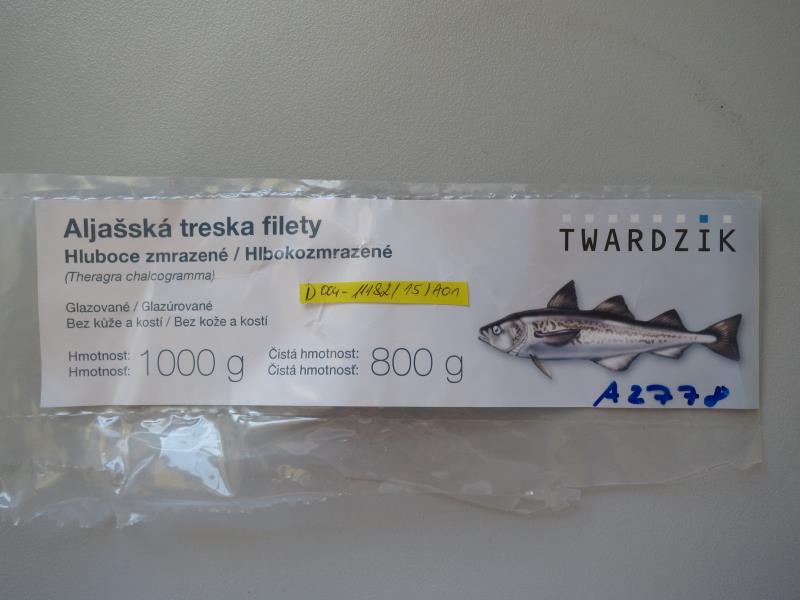 Aljašská treska filety
Hluboce zmrazené / Hlbokozmrazené
(Theragra chalcogramma)
TWARDZIK
D004-11182/15/A01
Glazované / Glazúrované
Bez kůže a kostí / Bez kože a kostí
Hmotnost: 1000 g Čistá hmotnost: 800 g
Hmotnosť: Čistá hmotnosť:
A2778